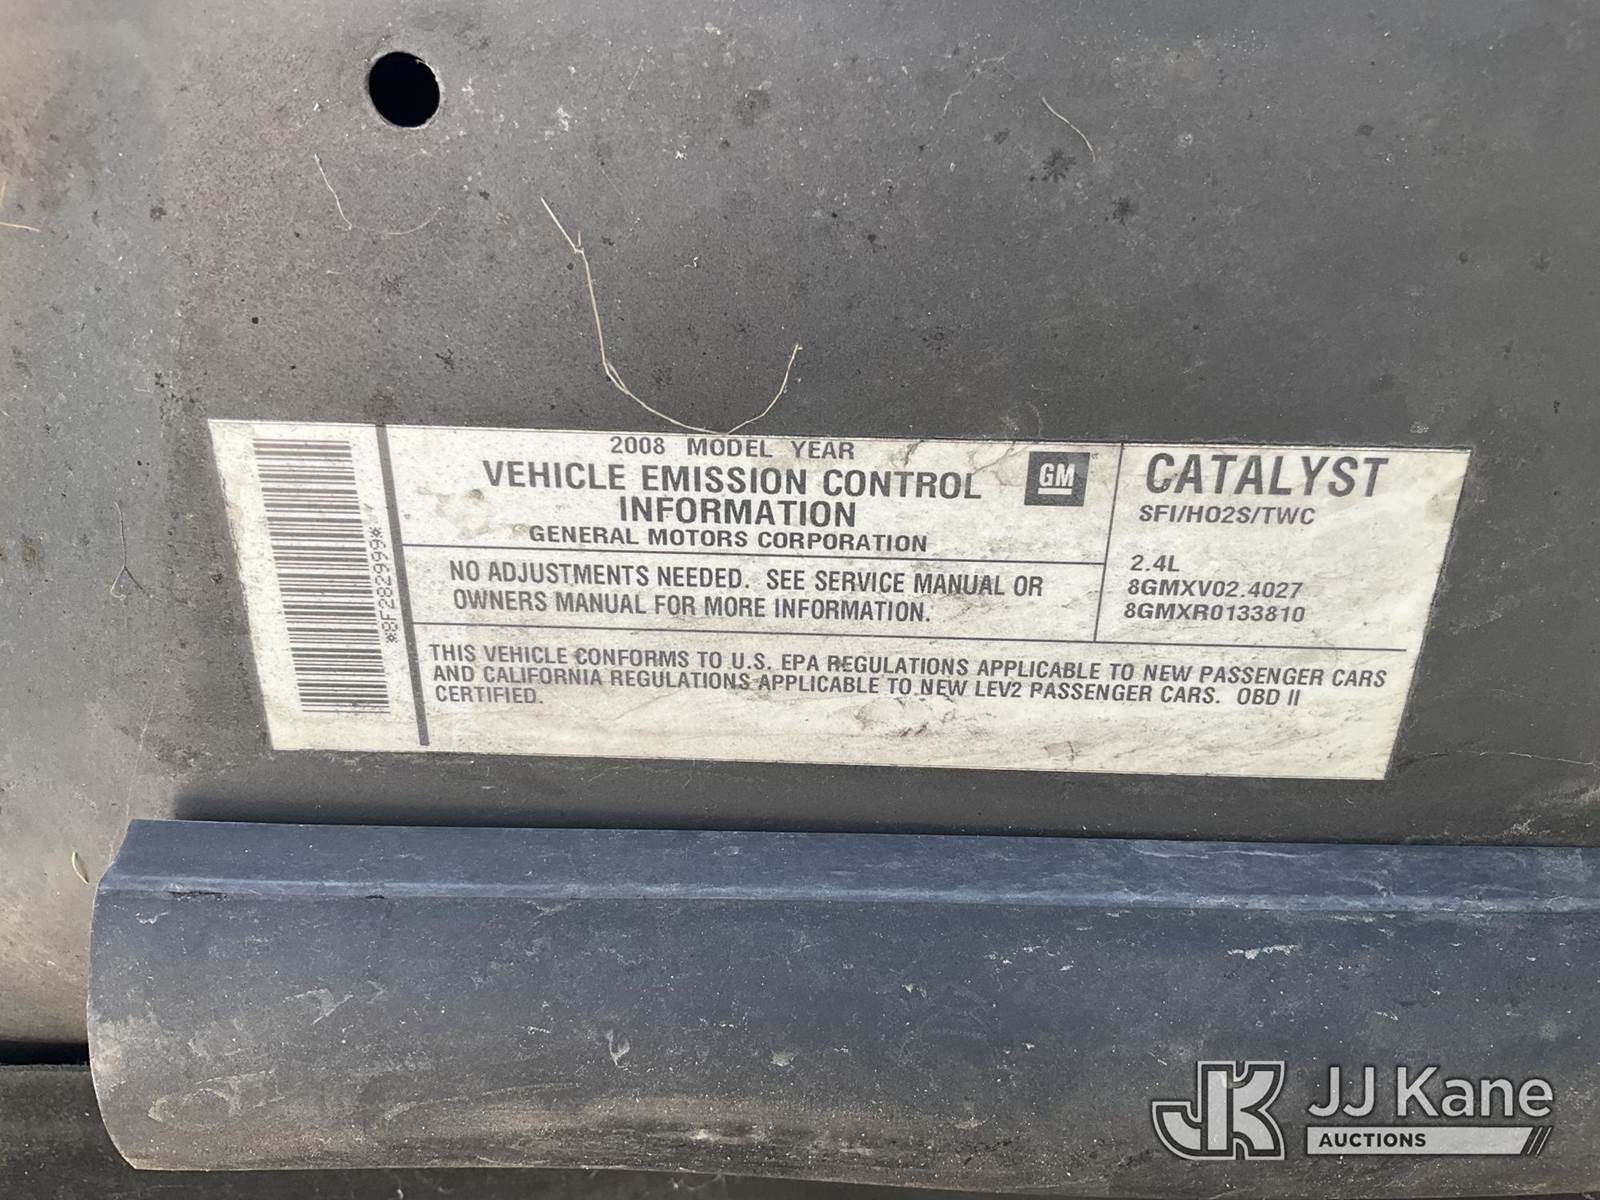 *8F282999*
2008 MODEL YEAR
VEHICLE EMISSION CONTROL
INFORMATION
GENERAL MOTORS CORPORATION
GM
NO ADJUSTMENTS NEEDED. SEE SERVICE MANUAL OR
OWNERS MANUAL FOR MORE INFORMATION.
CATALYST
SFI/HO2S/TWC
2.4L
8GMXV02.4027
8GMXR0133810
THIS VEHICLE CONFORMS TO U.S. EPA REGULATIONS APPLICABLE TO NEW PASSENGER CARS
AND CALIFORNIA REGULATIONS APPLICABLE TO NEW LEV2 PASSENGER CARS. OBD II
CERTIFIED.
JK JJ Kane
AUCTIONS